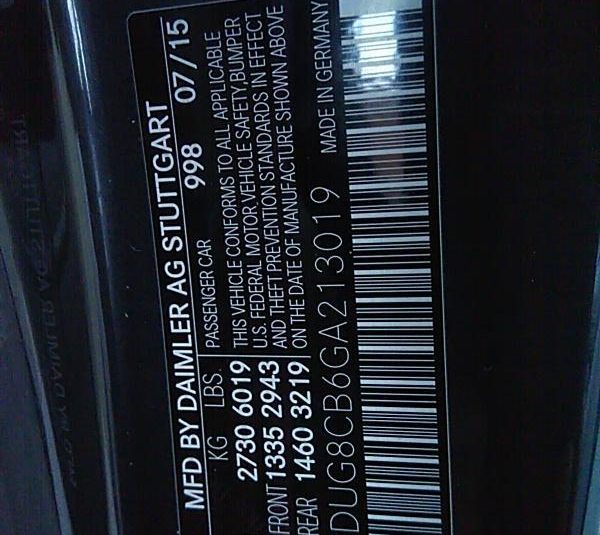 MFD BY DAIMLER AG STUTTGART
998 07/15
KG LBS. PASSENGER CAR
2730 6019
FRONT 1335 2943
REAR 1460 3219
THIS VEHICLE CONFORMS TO ALL APPLICABLE
U.S. FEDERAL MOTOR VEHICLE SAFETY, BUMPER
AND THEFT PREVENTION STANDARDS IN EFFECT
ON THE DATE OF MANUFACTURE SHOWN ABOVE
DUG8CB6GA213019 MADE IN GERMANY